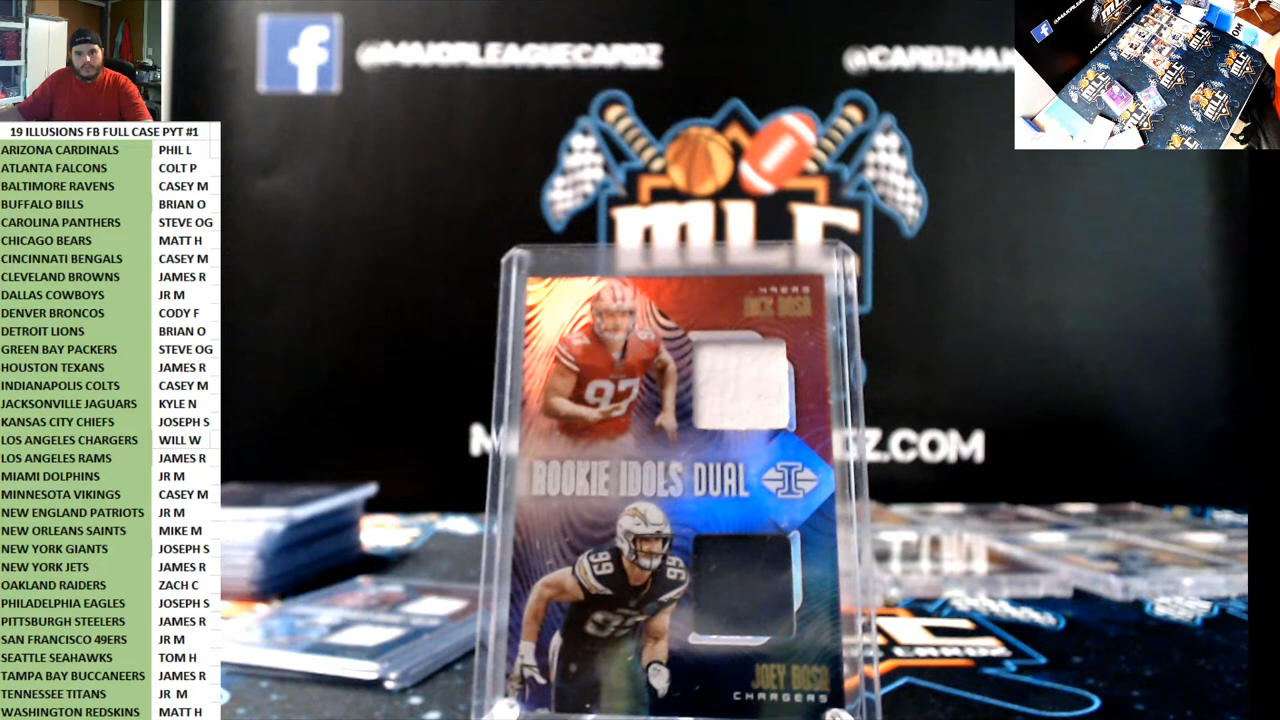 @MAJORLEAGUECARDZ
19 ILLUSIONS FB FULL CASE PYT #1
ARIZONA CARDINALS PHIL L
ATLANTA FALCONS COLT P
BALTIMORE RAVENS CASEY M
BUFFALO BILLS BRIAN O
CAROLINA PANTHERS STEVE OG
CHICAGO BEARS MATT H
CINCINNATI BENGALS CASEY M
CLEVELAND BROWNS JAMES R
DALLAS COWBOYS JR M
DENVER BRONCOS CODY F
DETROIT LIONS BRIAN O
GREEN BAY PACKERS STEVE OG
HOUSTON TEXANS JAMES R
INDIANAPOLIS COLTS CASEY M
JACKSONVILLE JAGUARS KYLE N
KANSAS CITY CHIEFS JOSEPH S
LOS ANGELES CHARGERS WILL W
LOS ANGELES RAMS JAMES R
MIAMI DOLPHINS JR M
MINNESOTA VIKINGS CASEY M
NEW ENGLAND PATRIOTS JR M
NEW ORLEANS SAINTS MIKE M
NEW YORK GIANTS JOSEPH S
NEW YORK JETS JAMES R
OAKLAND RAIDERS ZACH C
PHILADELPHIA EAGLES JOSEPH S
PITTSBURGH STEELERS JAMES R
SAN FRANCISCO 49ERS JR M
SEATTLE SEAHAWKS TOM H
TAMPA BAY BUCCANEERS JAMES R
TENNESSEE TITANS JR M
WASHINGTON REDSKINS MATT H
MLC
49ERS
NICK BOSA
97
ROOKIE IDOLS DUAL
99
JOEY BOSA
CHARGERS
Z.COM
CARDZ
MLC